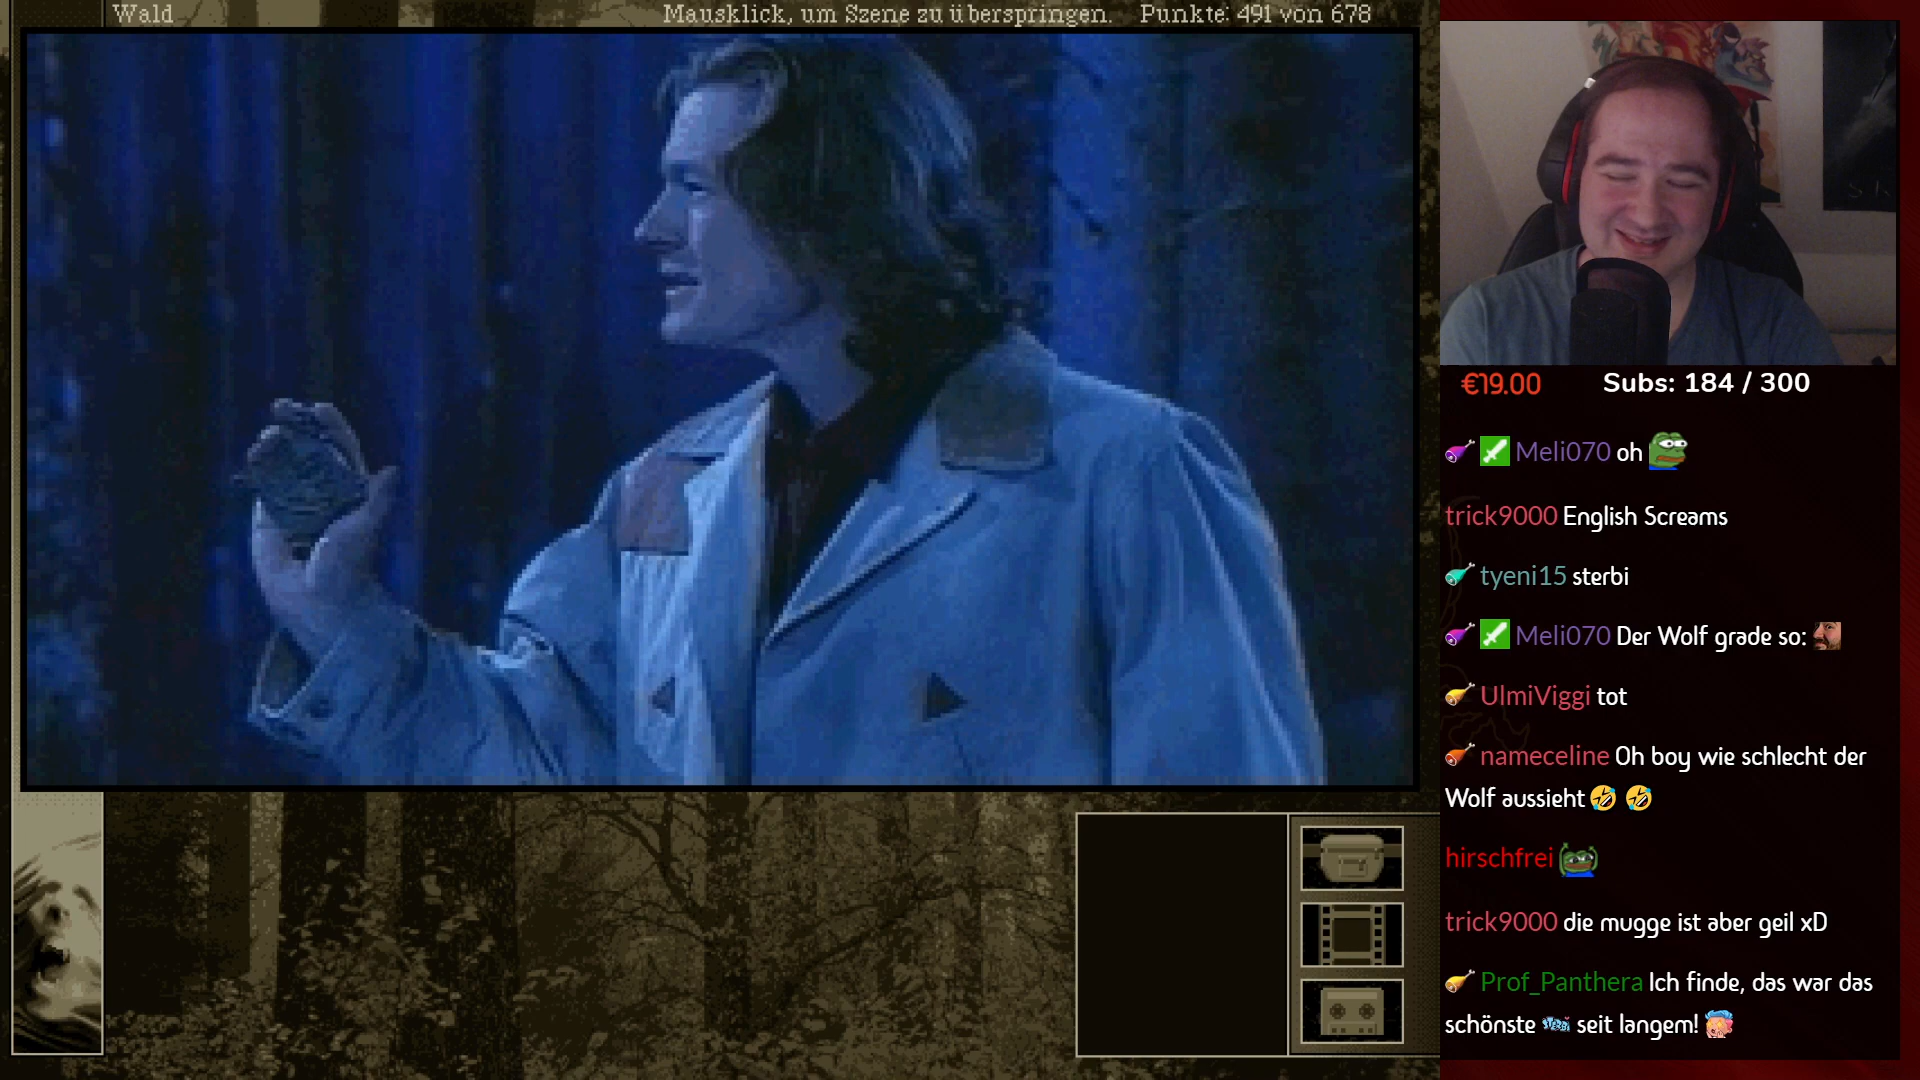 Wald
Mausklick, um Szene zu überspringen. Punkte: 491 von 678
€19.00 Subs: 184 / 300
Meli070 oh
trick9000 English Screams
tyeni15 sterbi
Meli070 Der Wolf grade so:
UlmiViggi tot
nameceline Oh boy wie schlecht der
Wolf aussieht
hirschfrei
trick9000 die mugge ist aber geil xD
Prof_Panthera Ich finde, das war das
schönste seit langem!